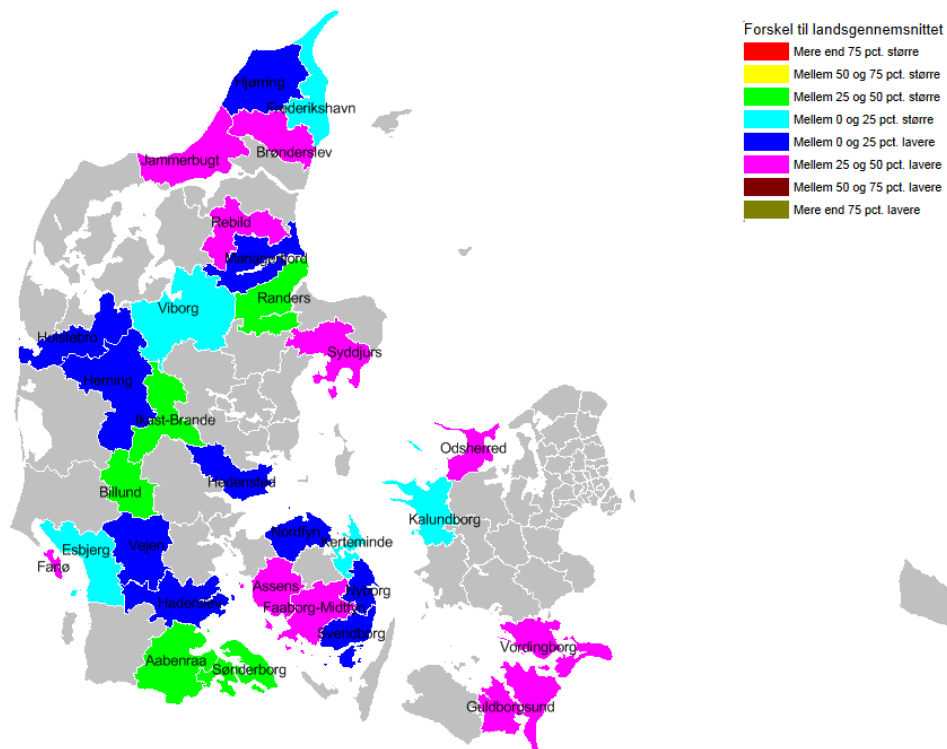 Forskel til landsgennemsnittet
Mere end 75 pct. større
Mellem 50 og 75 pct. større
Mellem 25 og 50 pct. større
Mellem 0 og 25 pct. større
Mellem 0 og 25 pct. lavere
Mellem 25 og 50 pct. lavere
Mellem 50 og 75 pct. lavere
Mere end 75 pct. lavere
Hjørring
Frederikshavn
Brønderslev
Jammerbugt
Rebild
Mariagerfjord
Randers
Viborg
Holstebro
Syddjurs
Herning
Ikast-Brande
Odsherred
Hedensted
Billund
Kalundborg
Nordfyn
Kerteminde
Esbjerg
Vejen
Fanø
Assens
Nyborg
Haderslev
Faaborg-Midtfyn
Svendborg
Vordingborg
Aabenraa
Sønderborg
Guldborgsund